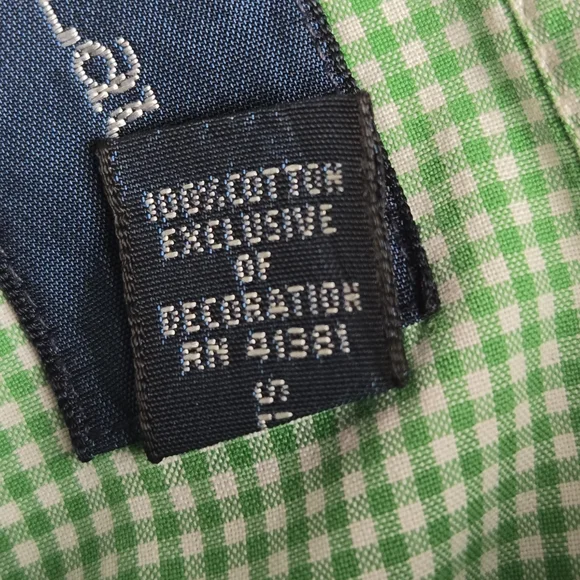 100% COTTON
EXCLUSIVE
OF
DECORATION
RN 41381